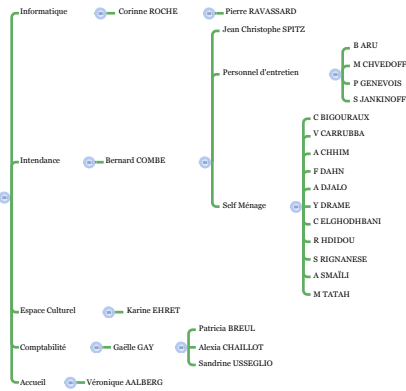 Informatique
Corinne ROCHE
Pierre RAVASSARD
Intendance
Bernard COMBE
Jean Christophe SPITZ
Personnel d'entretien
B ARU
M CHVEDOFF
P GENEVOIS
S JANKINOFF
Self Ménage
C BIGOURAUX
V CARRUBBA
A CHHIM
F DAHN
A DJALO
Y DRAME
C ELGHODHBANI
R HDIDOU
S RIGNANESE
A SMAÏLI
M TATAH
Espace Culturel
Karine EHRET
Comptabilité
Gaëlle GAY
Patricia BREUL
Alexia CHAILLOT
Sandrine USSEGLIO
Accueil
Véronique AALBERG